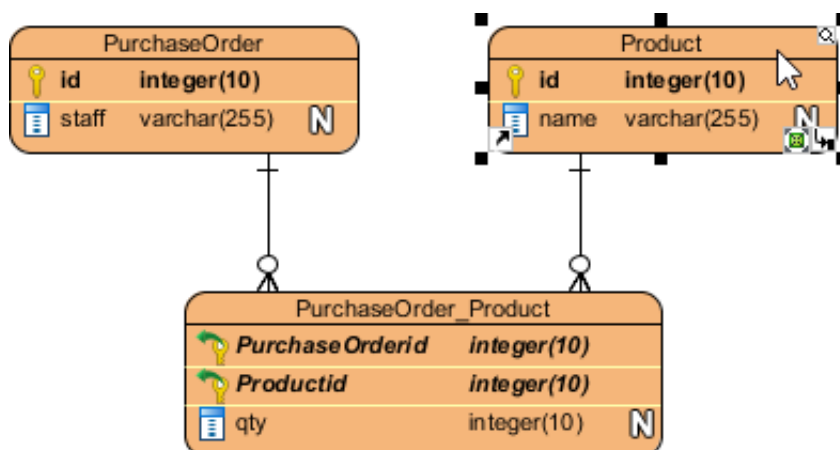 PurchaseOrder
id integer(10)
staff varchar(255) N
Product
id integer(10)
name varchar(255) N
PurchaseOrder_Product
PurchaseOrderid integer(10)
Productid integer(10)
qty integer(10) N